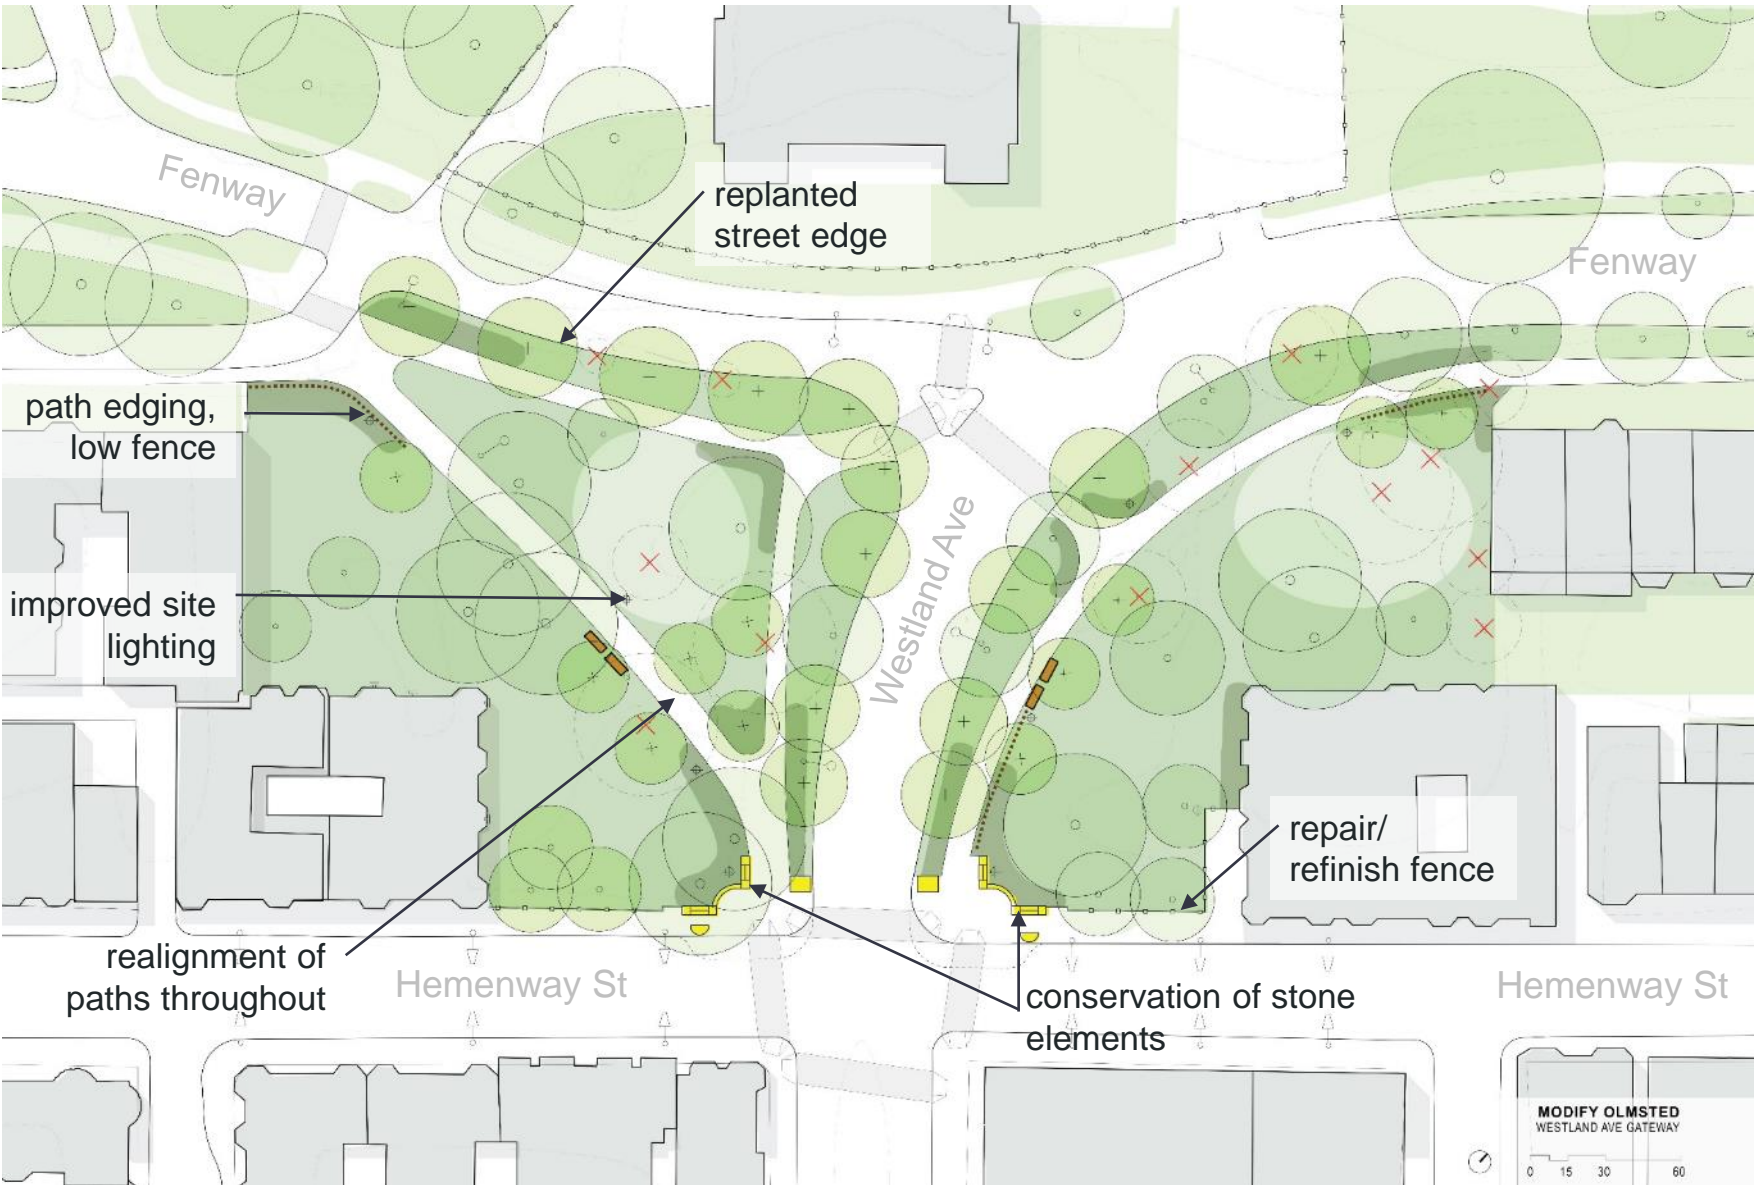 Fenway
replanted
street edge
Fenway
path edging,
low fence
improved site
lighting
Westland Ave
repair/
refinish fence
realignment of
paths throughout
Hemenway St
conservation of stone
elements
Hemenway St
MODIFY OLMSTED
WESTLAND AVE GATEWAY
0 15 30 60